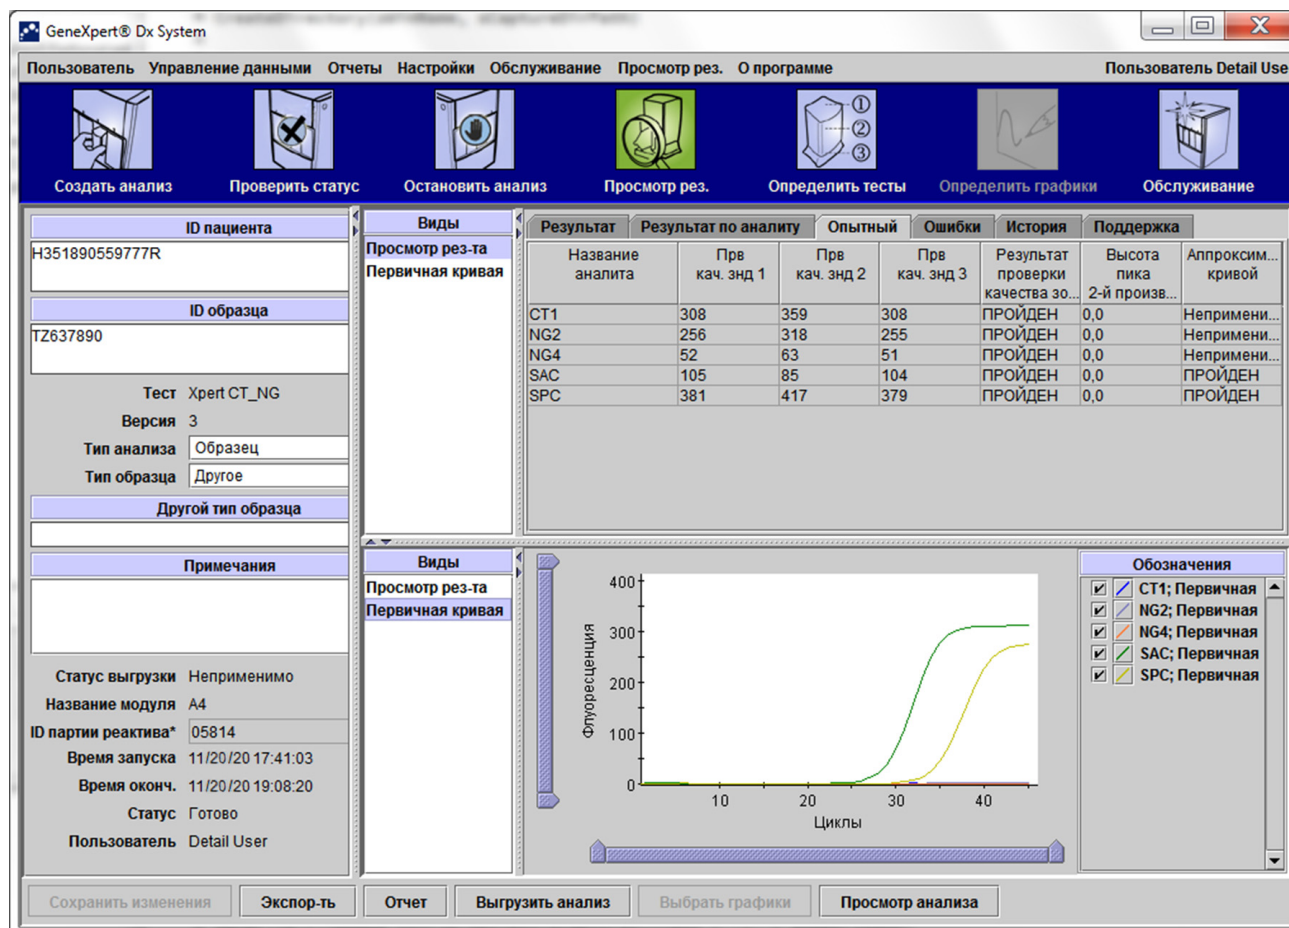 GeneXpert® Dx System
Пользователь Управление данными Отчеты Настройки Обслуживание Просмотр рез. О программе Пользователь Detail Use
Создать анализ Проверить статус Остановить анализ Просмотр рез. Определить тесты Определить графики Обслуживание
ID пациента
H351890559777R
ID образца
TZ637890
Тест Xpert CT_NG
Версия 3
Тип анализа Образец
Тип образца Другое
Другой тип образца
Примечания
Статус выгрузки Неприменимо
Название модуля A4
ID партии реактива* 05814
Время запуска 11/20/20 17:41:03
Время оконч. 11/20/20 19:08:20
Статус Готово
Пользователь Detail User
Виды
Просмотр рез-та
Первичная кривая
Результат Результат по аналиту Опытный Ошибки История Поддержка
Название Прв Прв Прв Результат Высота Аппроксим...
аналита кач. знд 1 кач. знд 2 кач. знд 3 проверки пика кривой
качества зо... 2-й произв...
CT1 308 359 308 ПРОЙДЕН 0,0 Непримени...
NG2 256 318 255 ПРОЙДЕН 0,0 Непримени...
NG4 52 63 51 ПРОЙДЕН 0,0 Непримени...
SAC 105 85 104 ПРОЙДЕН 0,0 ПРОЙДЕН
SPC 381 417 379 ПРОЙДЕН 0,0 ПРОЙДЕН
Виды
Просмотр рез-та
Первичная кривая
Флуоресценция
400
300
200
100
0
10 20 30 40
Циклы
Обозначения
CT1; Первичная
NG2; Первичная
NG4; Первичная
SAC; Первичная
SPC; Первичная
Сохранить изменения Экспор-ть Отчет Выгрузить анализ Выбрать графики Просмотр анализа